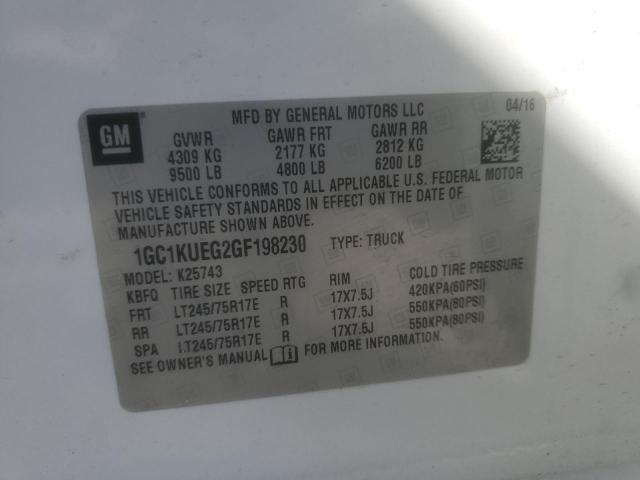 GM
MFD BY GENERAL MOTORS LLC 04/16
GVWR GAWR FRT GAWR RR
4309 KG 2177 KG 2812 KG
9500 LB 4800 LB 6200 LB
THIS VEHICLE CONFORMS TO ALL APPLICABLE U.S. FEDERAL MOTOR
VEHICLE SAFETY STANDARDS IN EFFECT ON THE DATE OF
MANUFACTURE SHOWN ABOVE.
1GC1KUEG2GF198230 TYPE: TRUCK
MODEL: K25743
KBFQ TIRE SIZE SPEED RTG RIM COLD TIRE PRESSURE
FRT LT245/75R17E R 17X7.5J 420KPA(60PSI)
RR LT245/75R17E R 17X7.5J 550KPA(80PSI)
SPA LT245/75R17E R 17X7.5J 550KPA(80PSI)
SEE OWNER'S MANUAL FOR MORE INFORMATION.